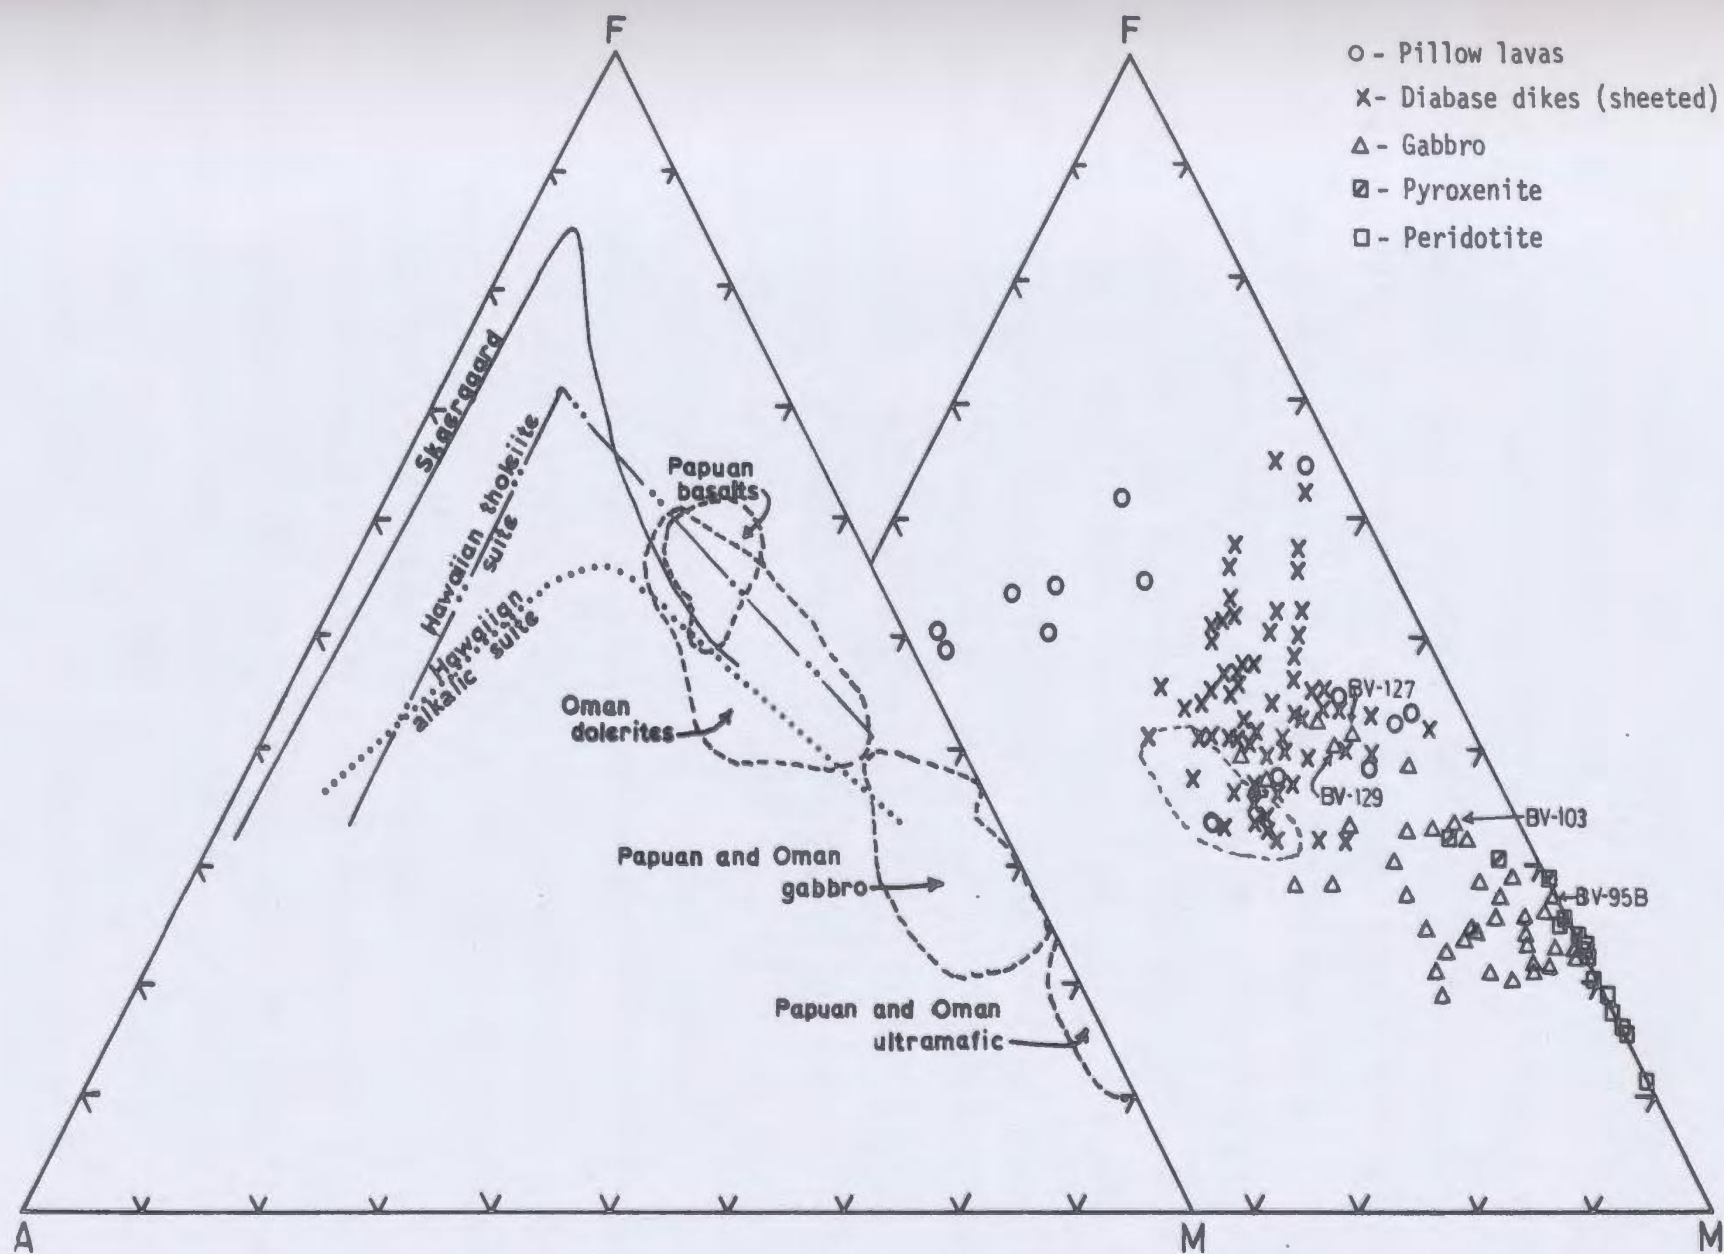 F
F
O - Pillow lavas
X - Diabase dikes (sheeted)
△ - Gabbro
Pyroxenite
Peridotite
Skaergaard
Hawaiian tholeiite
suite
Hawaiian
alkalic suite
Papuan
basalts
Oman
dolerites
Papuan and Oman
gabbro
Papuan and Oman
ultramafic
BV-127
BV-129
BV-103
BV-95B
A
M
M